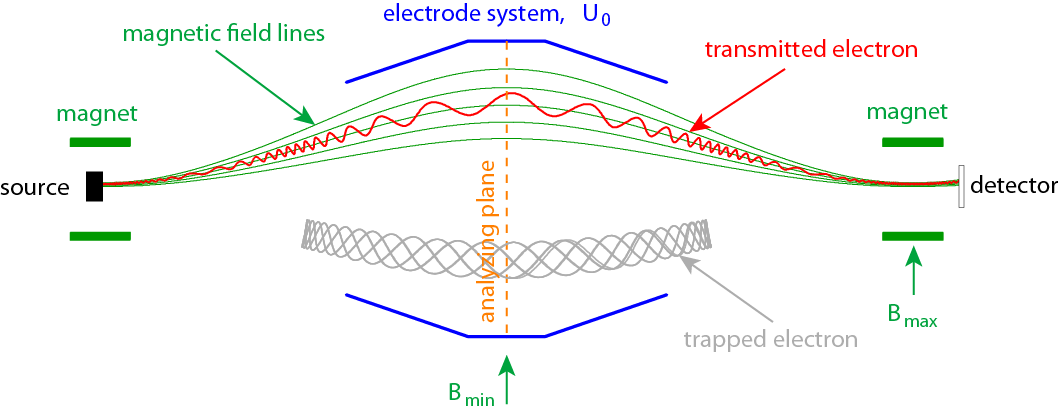 electrode system, U0
magnetic field lines
transmitted electron
magnet
magnet
source
detector
analyzing plane
Bmax
trapped electron
Bmin